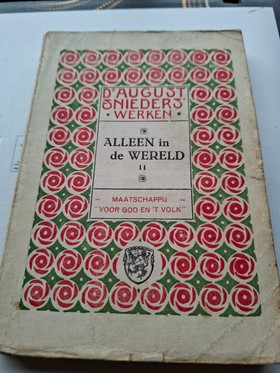 Dr AUGUST
SNIEDERS'
WERKEN
ALLEEN in
de WERELD
II
MAATSCHAPPIJ
"VOOR GOD EN 'T VOLK"